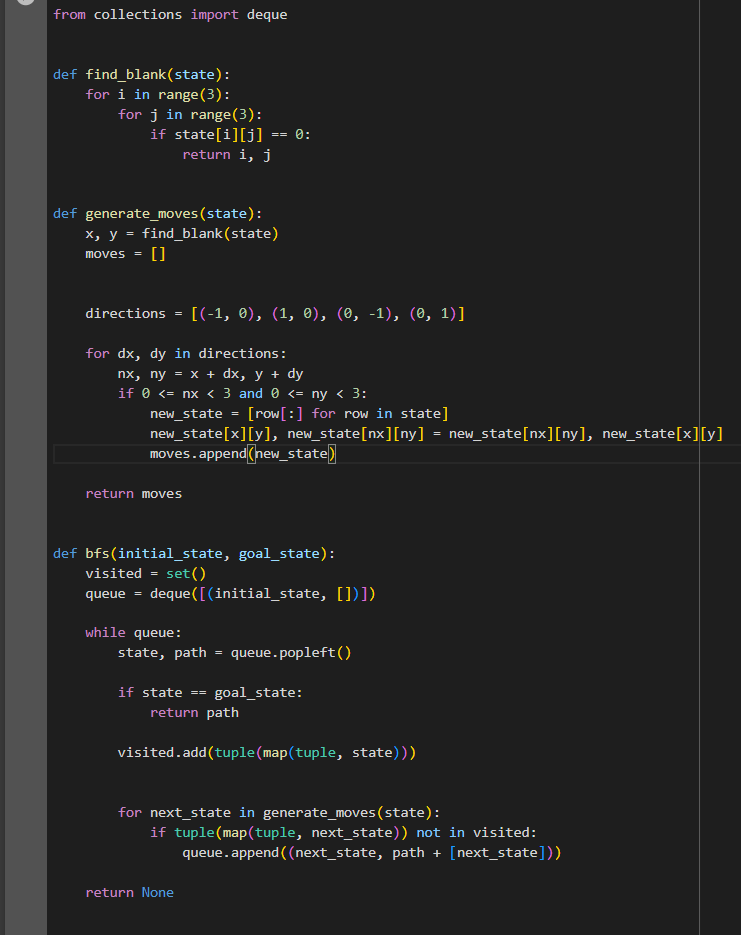 from collections import deque
def find_blank(state):
    for i in range(3):
        for j in range(3):
            if state[i][j] == 0:
                return i, j
def generate_moves(state):
    x, y = find_blank(state)
    moves = []
    directions = [(-1, 0), (1, 0), (0, -1), (0, 1)]
    for dx, dy in directions:
        nx, ny = x + dx, y + dy
        if 0 <= nx < 3 and 0 <= ny < 3:
            new_state = [row[:] for row in state]
            new_state[x][y], new_state[nx][ny] = new_state[nx][ny], new_state[x][y]
            moves.append(new_state)
    return moves
def bfs(initial_state, goal_state):
    visited = set()
    queue = deque([(initial_state, [])])
    while queue:
        state, path = queue.popleft()
        if state == goal_state:
            return path
        visited.add(tuple(map(tuple, state)))
        for next_state in generate_moves(state):
            if tuple(map(tuple, next_state)) not in visited:
                queue.append((next_state, path + [next_state]))
    return None